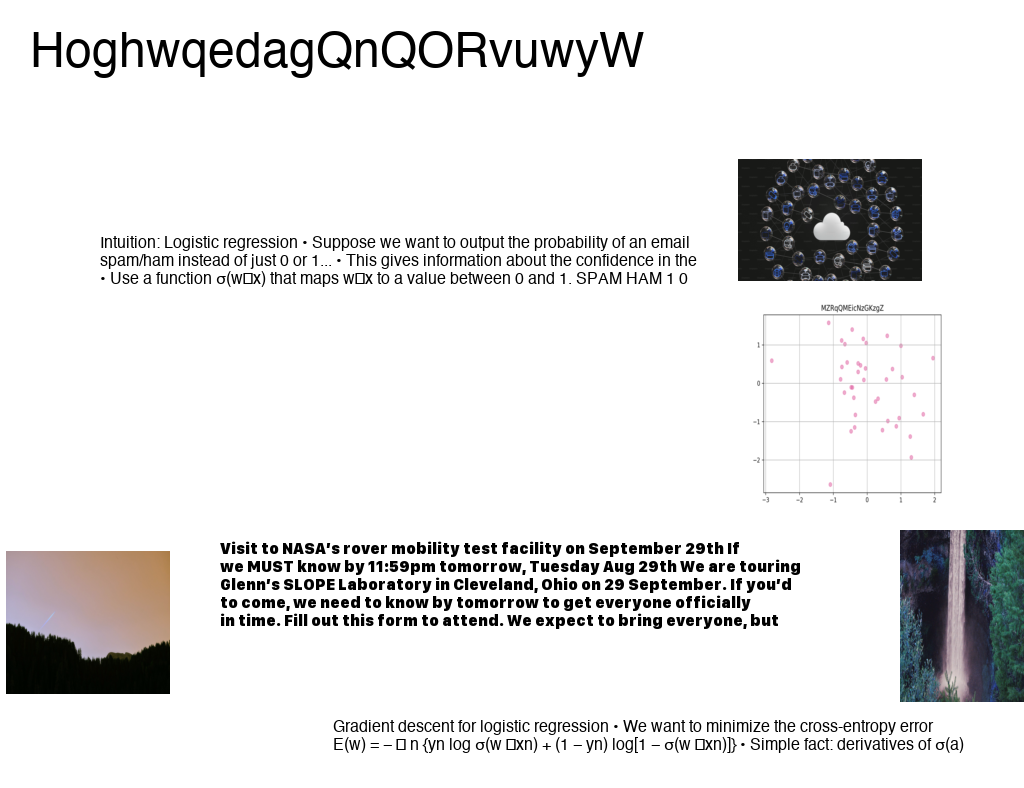 HoghwqedagQnQORvuwyW
Intuition: Logistic regression • Suppose we want to output the probability of an email
spam/ham instead of just 0 or 1... • This gives information about the confidence in the
• Use a function σ(w□x) that maps w□x to a value between 0 and 1. SPAM HAM 1 0
MZRqQMEicNzGKzgZ
1
0
−1
−2
−3 −2 −1 0 1 2
Visit to NASA's rover mobility test facility on September 29th If
we MUST know by 11:59pm tomorrow, Tuesday Aug 29th We are touring
Glenn's SLOPE Laboratory in Cleveland, Ohio on 29 September. If you'd
to come, we need to know by tomorrow to get everyone officially
in time. Fill out this form to attend. We expect to bring everyone, but
Gradient descent for logistic regression • We want to minimize the cross-entropy error
E(w) = – □ n {yn log σ(w □xn) + (1 – yn) log[1 – σ(w □xn)]} • Simple fact: derivatives of σ(a)